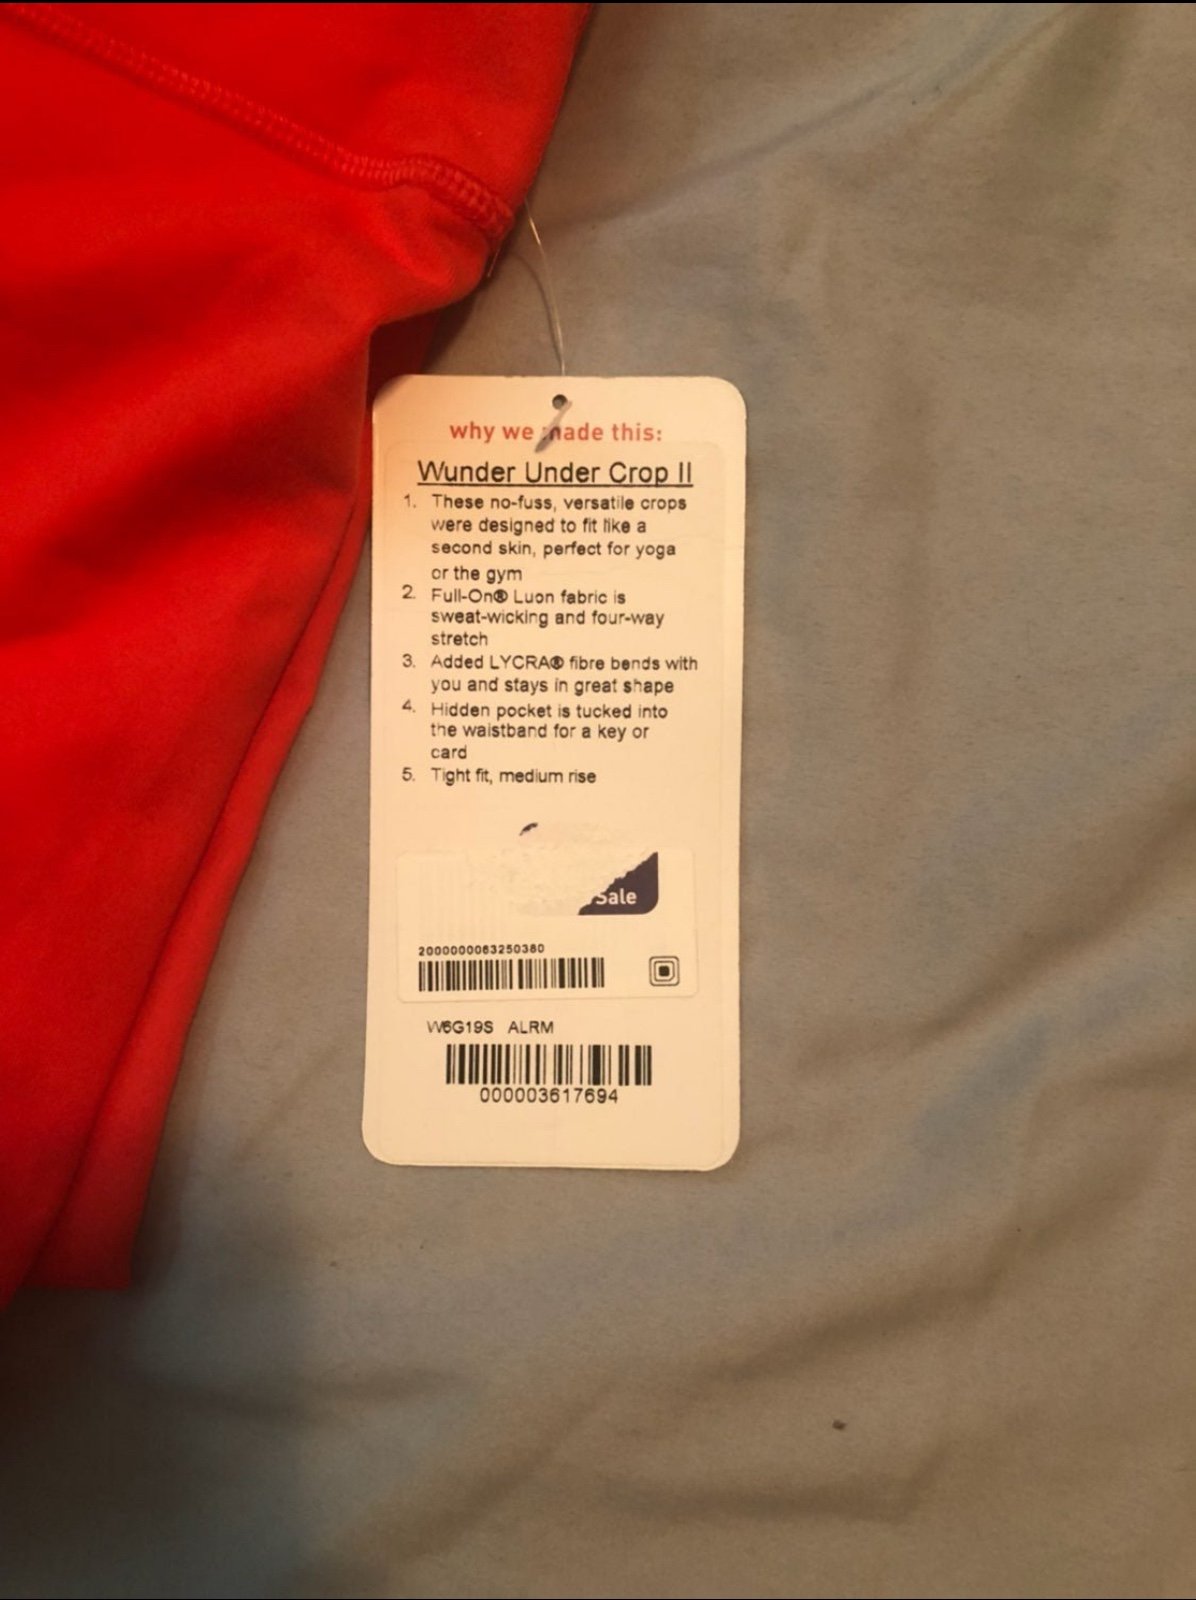 why we made this:
Wunder Under Crop II
1. These no-fuss, versatile crops
were designed to fit like a
second skin, perfect for yoga
or the gym
2. Full-On® Luon fabric is
sweat-wicking and four-way
stretch
3. Added LYCRA® fibre bends with
you and stays in great shape
4. Hidden pocket is tucked into
the waistband for a key or
card
5. Tight fit, medium rise
Sale
2000000063250380
W6G19S ALRM
000003617694